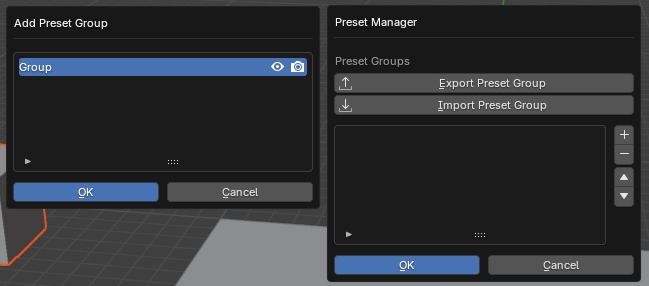 Add Preset Group
Group
OK
Cancel
Preset Manager
Preset Groups
Export Preset Group
Import Preset Group
OK
Cancel